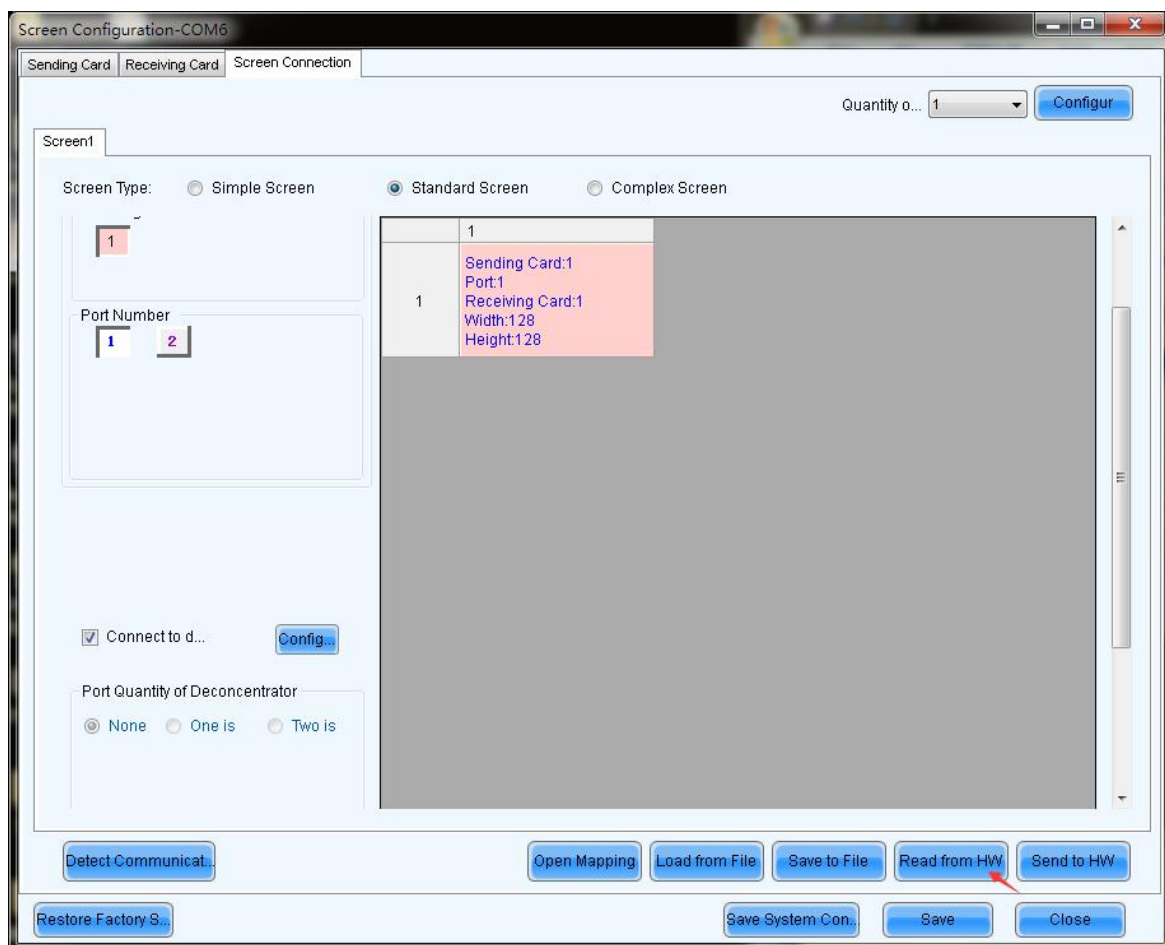 Screen Configuration-COM6
Sending Card Receiving Card Screen Connection
Quantity o... 1 Configur
Screen1
Screen Type: Simple Screen Standard Screen Complex Screen
1
1
Sending Card:1
Port:1
1 Receiving Card:1
Width:128
Height:128
Port Number
1 2
Connect to d... Config...
Port Quantity of Deconcentrator
None One is Two is
Detect Communicat.. Open Mapping Load from File Save to File Read from HW Send to HW
Restore Factory S... Save System Con.. Save Close